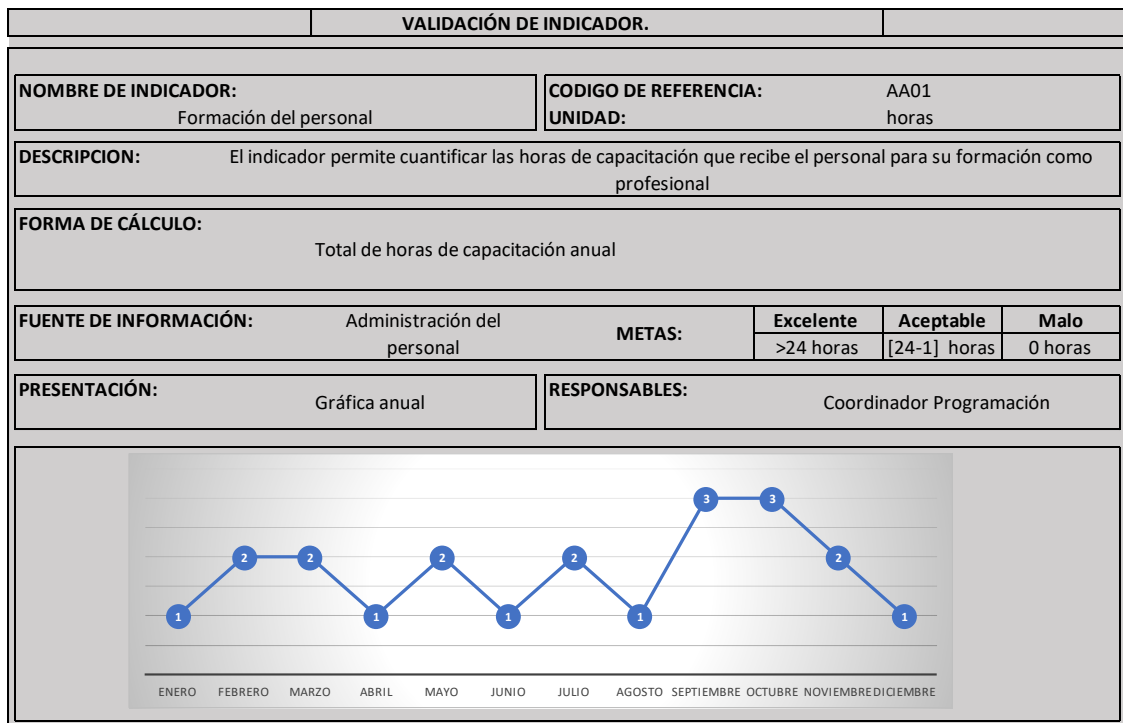 VALIDACIÓN DE INDICADOR.
NOMBRE DE INDICADOR:
Formación del personal
CODIGO DE REFERENCIA: AA01
UNIDAD: horas
DESCRIPCION: El indicador permite cuantificar las horas de capacitación que recibe el personal para su formación como
profesional
FORMA DE CÁLCULO:
Total de horas de capacitación anual
FUENTE DE INFORMACIÓN: Administración del
personal
METAS:
Excelente Aceptable Malo
>24 horas [24-1] horas 0 horas
PRESENTACIÓN: Gráfica anual
RESPONSABLES: Coordinador Programación
1 2 2 1 2 1 2 1 3 3 2 1
ENERO FEBRERO MARZO ABRIL MAYO JUNIO JULIO AGOSTO SEPTIEMBRE OCTUBRE NOVIEMBRE DICIEMBRE